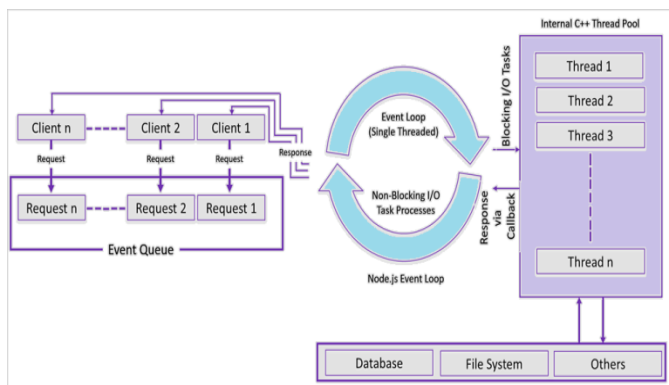 Internal C++ Thread Pool
Client n
Client 2
Client 1
Request
Request
Request
Response
Request n
Request 2
Request 1
Event Queue
Event Loop
(Single Threaded)
Non-Blocking I/O
Task Processes
Node.js Event Loop
Blocking I/O Tasks
Response
via
Callback
Thread 1
Thread 2
Thread 3
Thread n
Database
File System
Others